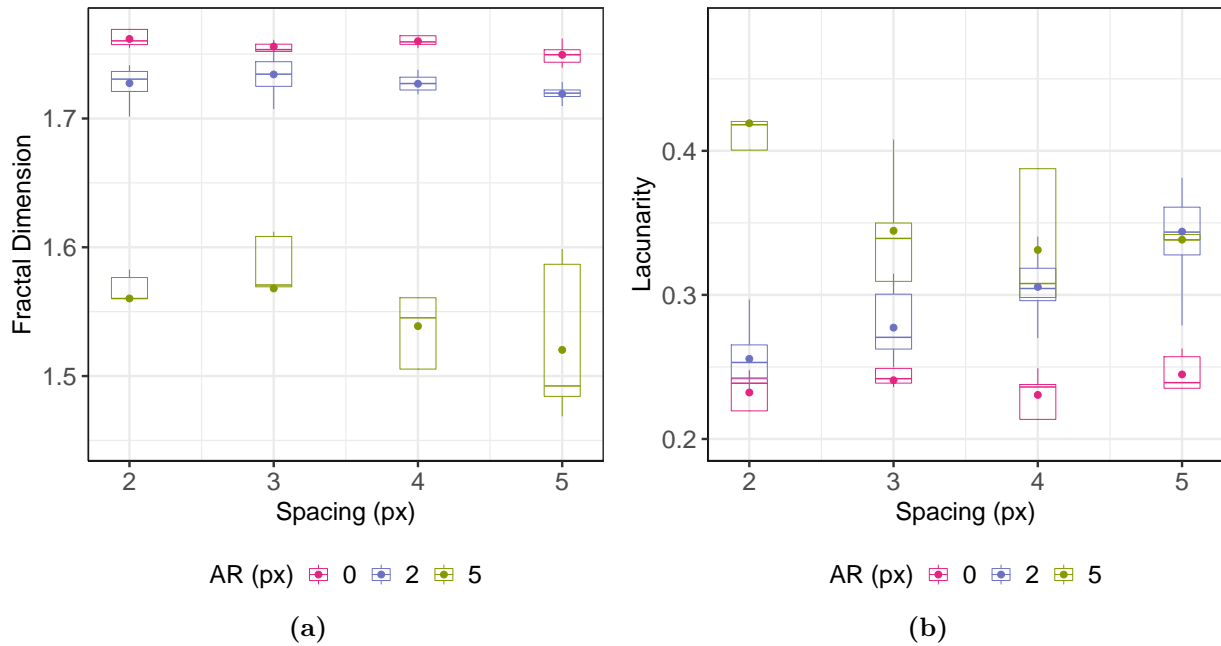 Fractal Dimension
1.7
1.6
1.5
2 3 4 5
Spacing (px)
AR (px) 0 2 5
(a)
Lacunarity
0.4
0.3
0.2
2 3 4 5
Spacing (px)
AR (px) 0 2 5
(b)